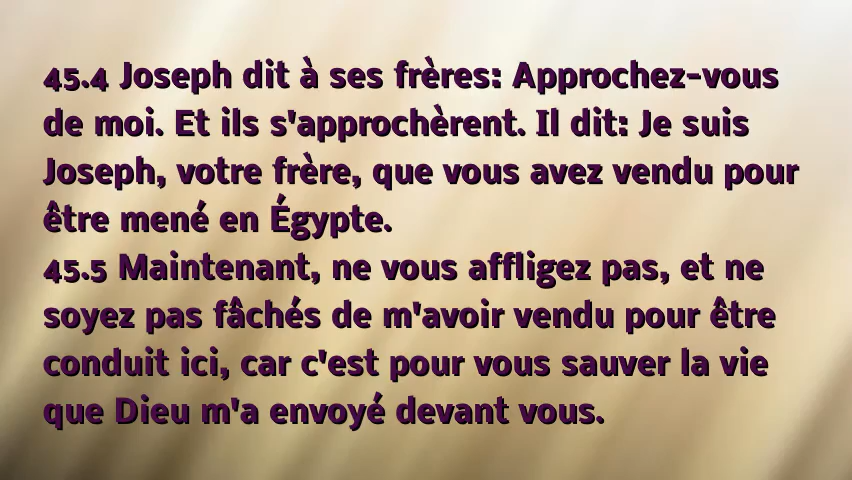 45.4 Joseph dit à ses frères: Approchez-vous
de moi. Et ils s'approchèrent. Il dit: Je suis
Joseph, votre frère, que vous avez vendu pour
être mené en Égypte.
45.5 Maintenant, ne vous affligez pas, et ne
soyez pas fâchés de m'avoir vendu pour être
conduit ici, car c'est pour vous sauver la vie
que Dieu m'a envoyé devant vous.